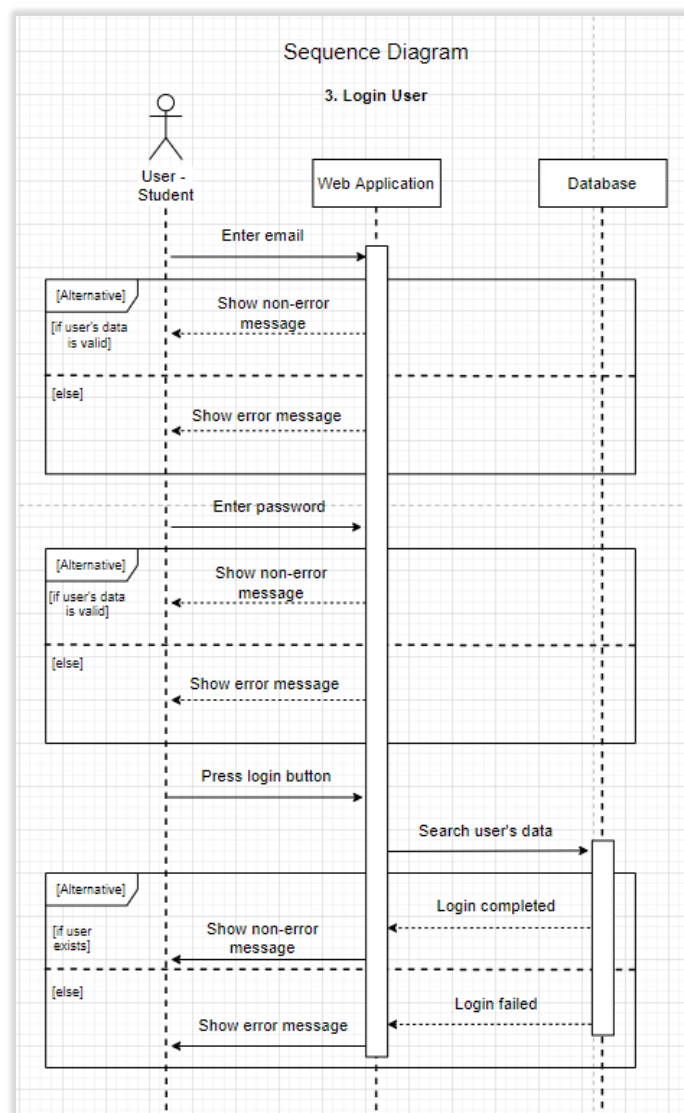 Sequence Diagram
3. Login User
User -
Student
Web Application
Database
Enter email
[Alternative]
[if user's data
is valid]
Show non-error
message
[else]
Show error message
Enter password
[Alternative]
[if user's data
is valid]
Show non-error
message
[else]
Show error message
Press login button
Search user's data
[Alternative]
Login completed
[if user
exists]
Show non-error
message
[else]
Login failed
Show error message